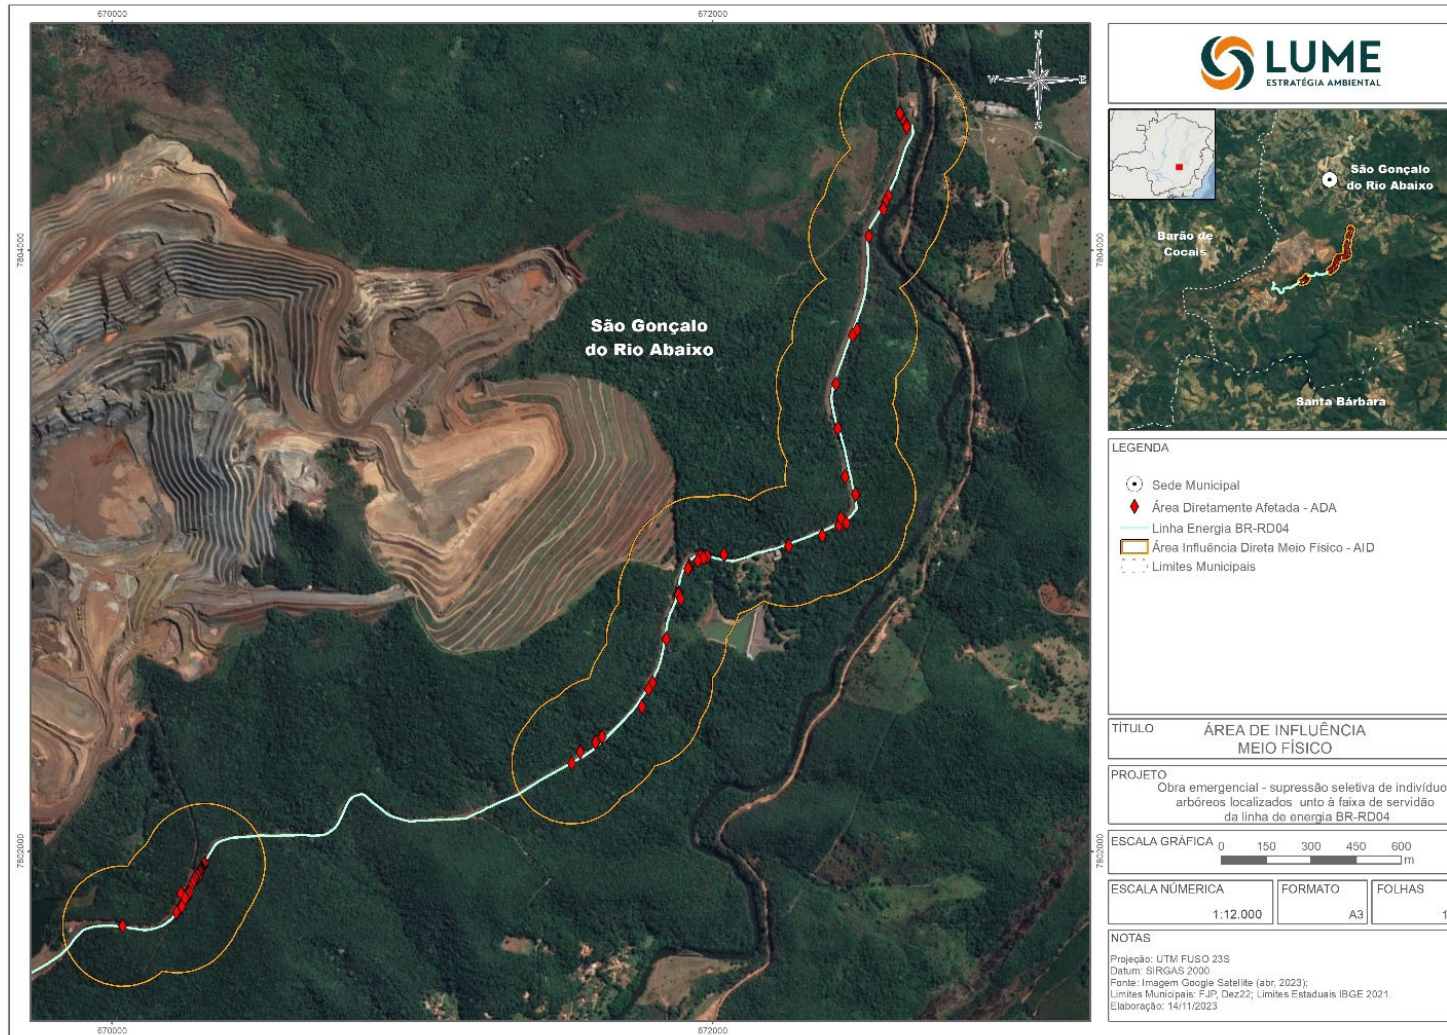 670000
672000
N
W
E
N
7804000
7804000
São Gonçalo
do Rio Abaixo
7802000
7802000
670000
672000
LUME
ESTRATÉGIA AMBIENTAL
São Gonçalo
do Rio Abaixo
Barão de
Cocais
Santa Bárbara
LEGENDA
Sede Municipal
Área Diretamente Afetada - ADA
Linha Energia BR-RD04
Área Influência Direta Meio Físico - AID
Limites Municipais
TÍTULO
ÁREA DE INFLUÊNCIA
MEIO FÍSICO
PROJETO
Obra emergencial - supressão seletiva de indivíduo
arbóreos localizados unto à faixa de servidão
da linha de energia BR-RD04
ESCALA GRÁFICA
0 150 300 450 600
m
ESCALA NÚMERICA
1:12.000
FORMATO
A3
FOLHAS
1
NOTAS
Projeção: UTM FUSO 23S
Datum: SIRGAS 2000
Fonte: Imagem Google Satellite (abr, 2023);
Limites Municipais: FJP, Dez22; Limites Estaduais IBGE 2021.
Elaboração: 14/11/2023